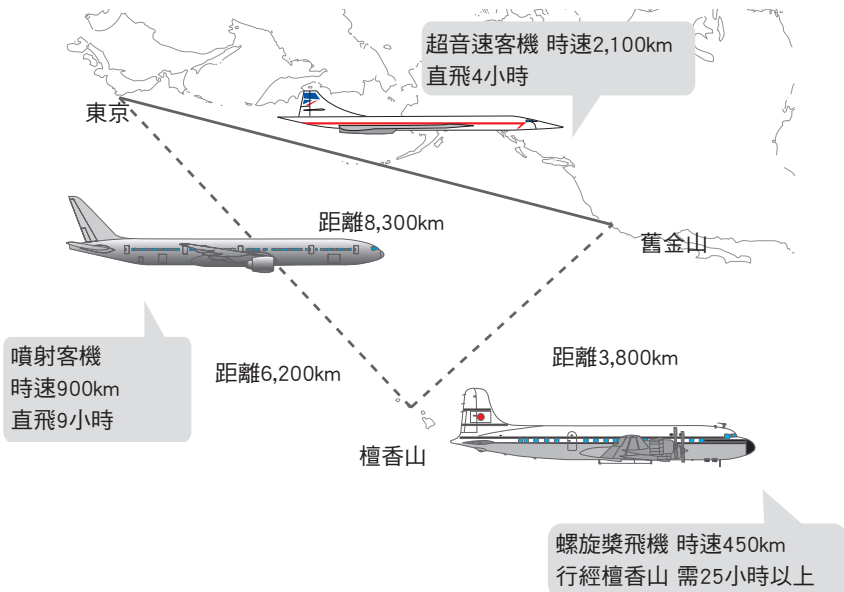 超音速客機 時速2,100km
直飛4小時
東京
距離8,300km
舊金山
噴射客機
時速900km
直飛9小時
距離6,200km
距離3,800km
檀香山
螺旋槳飛機 時速450km
行經檀香山 需25小時以上